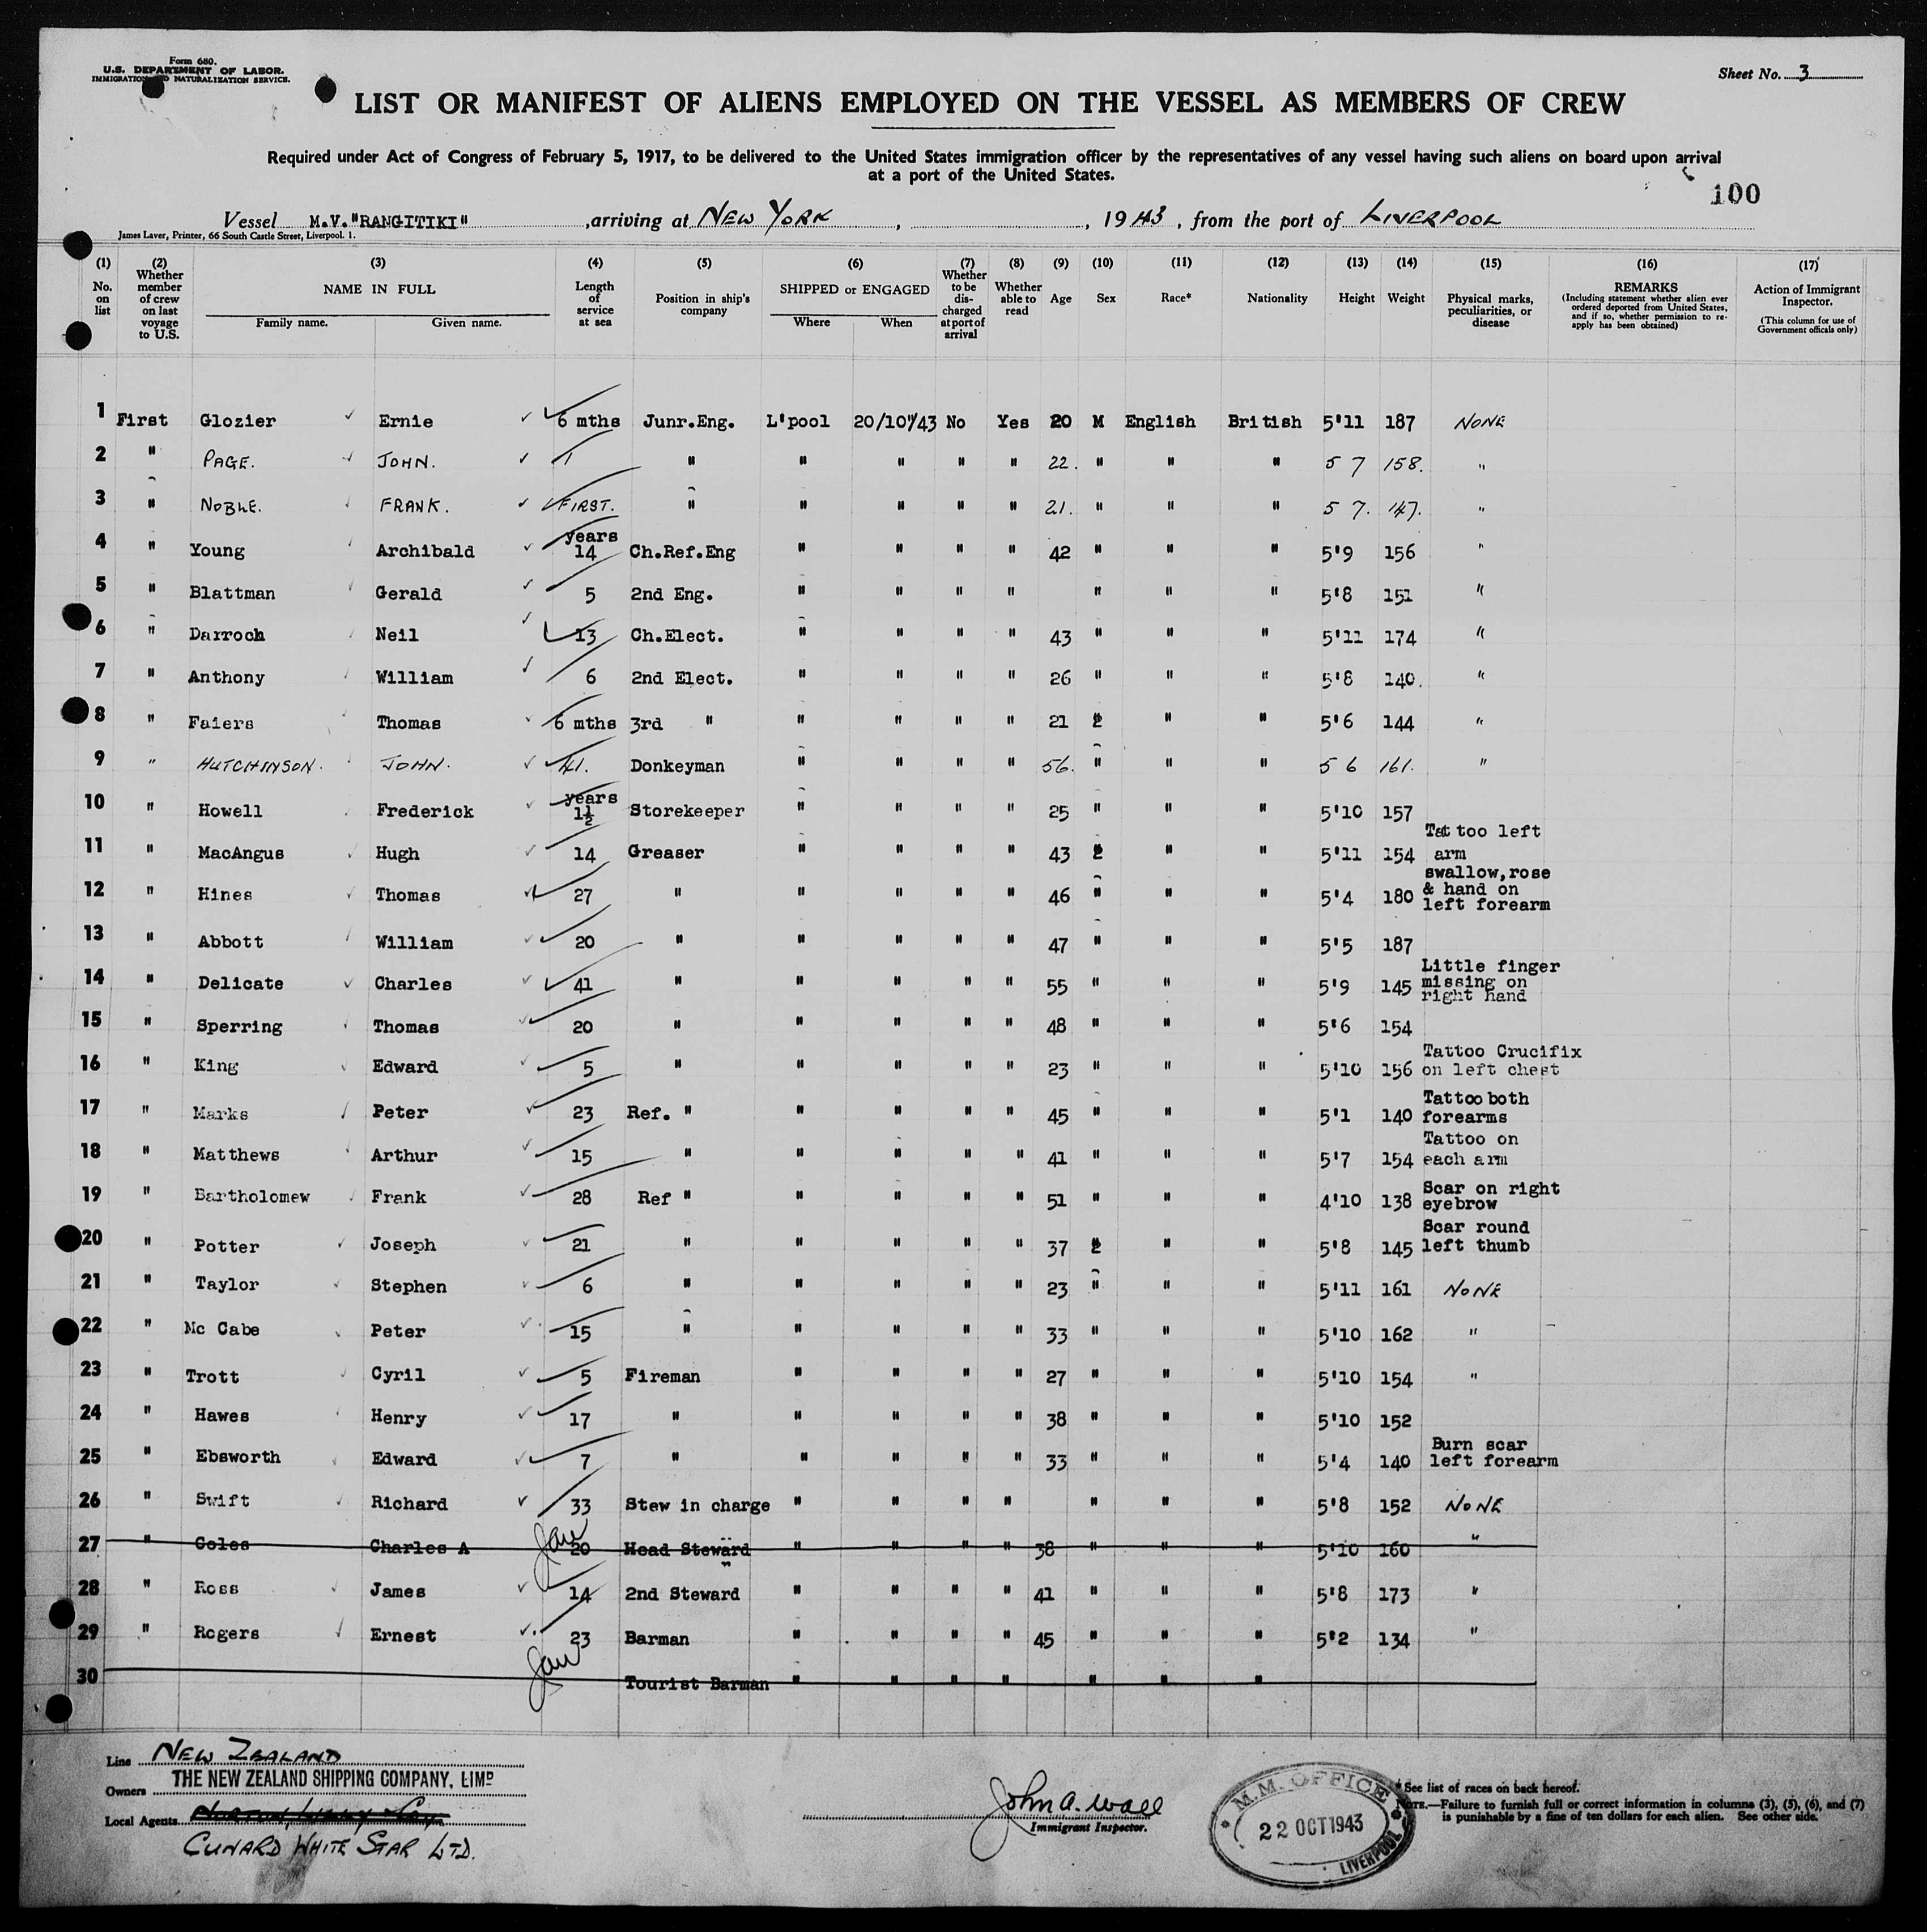 Form 680.
U.S. DEPARTMENT OF LABOR.
IMMIGRATION AND NATURALIZATION SERVICE.
Sheet No. 3
LIST OR MANIFEST OF ALIENS EMPLOYED ON THE VESSEL AS MEMBERS OF CREW
Required under Act of Congress of February 5, 1917, to be delivered to the United States immigration officer by the representatives of any vessel having such aliens on board upon arrival
at a port of the United States.
100
Vessel M.V."RANGITIKI" ,arriving at NEW YORK , , 1943 , from the port of LIVERPOOL
James Laver, Printer, 66 South Castle Street, Liverpool. 1.
(1) No. on list
(2) Whether member of crew on last voyage to U.S.
(3) NAME IN FULL Family name. Given name.
(4) Length of service at sea
(5) Position in ship's company
(6) SHIPPED or ENGAGED Where When
(7) Whether to be discharged at port of arrival
(8) Whether able to read
(9) Age
(10) Sex
(11) Race*
(12) Nationality
(13) Height
(14) Weight
(15) Physical marks, peculiarities, or disease
(16) REMARKS (Including statement whether alien ever ordered deported from United States, and if so, whether permission to re-apply has been obtained)
(17) Action of Immigrant Inspector. (This column for use of Government officals only)
1 First Glozier Ernie 6 mths Junr.Eng. L'pool 20/10/43 No Yes 20 M English British 5'11 187 NONE
2 " PAGE. JOHN. 1 " " " " " 22. " " " 5 7 158. "
3 " NOBLE. FRANK. FIRST. " " " " " 21. " " " 5 7. 147. "
4 " Young Archibald years 14 Ch.Ref.Eng " " " " 42 " " " 5'9 156 "
5 " Blattman Gerald 5 2nd Eng. " " " " " " " 5'8 151 "
6 " Darroch Neil 13 Ch.Elect. " " " " 43 " " " 5'11 174 "
7 " Anthony William 6 2nd Elect. " " " " 26 " " " 5'8 140. "
8 " Faiers Thomas 6 mths 3rd " " " " " 21 " " " 5'6 144 "
9 " HUTCHINSON. JOHN. 41. Donkeyman " " " " 56. " " " 5 6 161. "
10 " Howell Frederick years 1½ Storekeeper " " " " 25 " " " 5'10 157
11 " MacAngus Hugh 14 Greaser " " " " 43 " " " 5'11 154 Tattoo left arm
12 " Hines Thomas 27 " " " " " 46 " " " 5'4 180 swallow,rose & hand on left forearm
13 " Abbott William 20 " " " " " 47 " " " 5'5 187
14 " Delicate Charles 41 " " " " " 55 " " " 5'9 145 Little finger missing on right hand
15 " Sperring Thomas 20 " " " " " 48 " " " 5'6 154
16 " King Edward 5 " " " " " 23 " " " 5'10 156 Tattoo Crucifix on left chest
17 " Marks Peter 23 Ref. " " " " " 45 " " " 5'1 140 Tattoo both forearms
18 " Matthews Arthur 15 " " " " " 41 " " " 5'7 154 Tattoo on each arm
19 " Bartholomew Frank 28 Ref " " " " " 51 " " " 4'10 138 Scar on right eyebrow
20 " Potter Joseph 21 " " " " " 37 " " " 5'8 145 Scar round left thumb
21 " Taylor Stephen 6 " " " " " 23 " " " 5'11 161 NONE
22 " Mc Cabe Peter 15 " " " " " 33 " " " 5'10 162 "
23 " Trott Cyril 5 Fireman " " " " 27 " " " 5'10 154 "
24 " Hawes Henry 17 " " " " " 38 " " " 5'10 152
25 " Ebsworth Edward 7 " " " " " 33 " " " 5'4 140 Burn scar left forearm
26 " Swift Richard 33 Stew in charge " " " " " " " 5'8 152 NONE
27 " Coles Charles A 20 Head Steward " " " " 38 " " " 5'10 160 "
28 " Ross James 14 2nd Steward " " " " 41 " " " 5'8 173 "
29 " Rogers Ernest 23 Barman " " " " 45 " " " 5'2 134 "
30 Tourist Barman " " " " " " "
Line NEW ZEALAND
Owners THE NEW ZEALAND SHIPPING COMPANY, LIMD
Local Agents
CUNARD WHITE STAR LTD.
John A. Wall
Immigrant Inspector.
M.M. OFFICE
22 OCT 1943
LIVERPOOL
* See list of races on back hereof.
NOTE.—Failure to furnish full or correct information in columns (3), (5), (6), and (7)
is punishable by a fine of ten dollars for each alien. See other side.